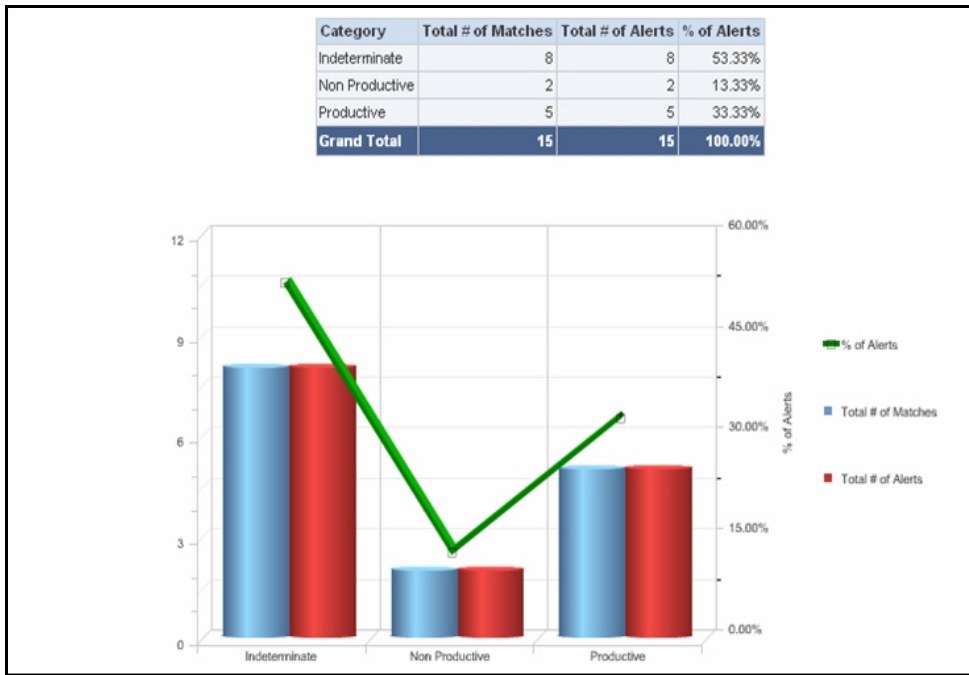 Category Total # of Matches Total # of Alerts % of Alerts
Indeterminate 8 8 53.33%
Non Productive 2 2 13.33%
Productive 5 5 33.33%
Grand Total 15 15 100.00%
12
9
6
3
0
60.00%
45.00%
30.00%
15.00%
0.00%
% of Alerts
Indeterminate Non Productive Productive
% of Alerts
Total # of Matches
Total # of Alerts